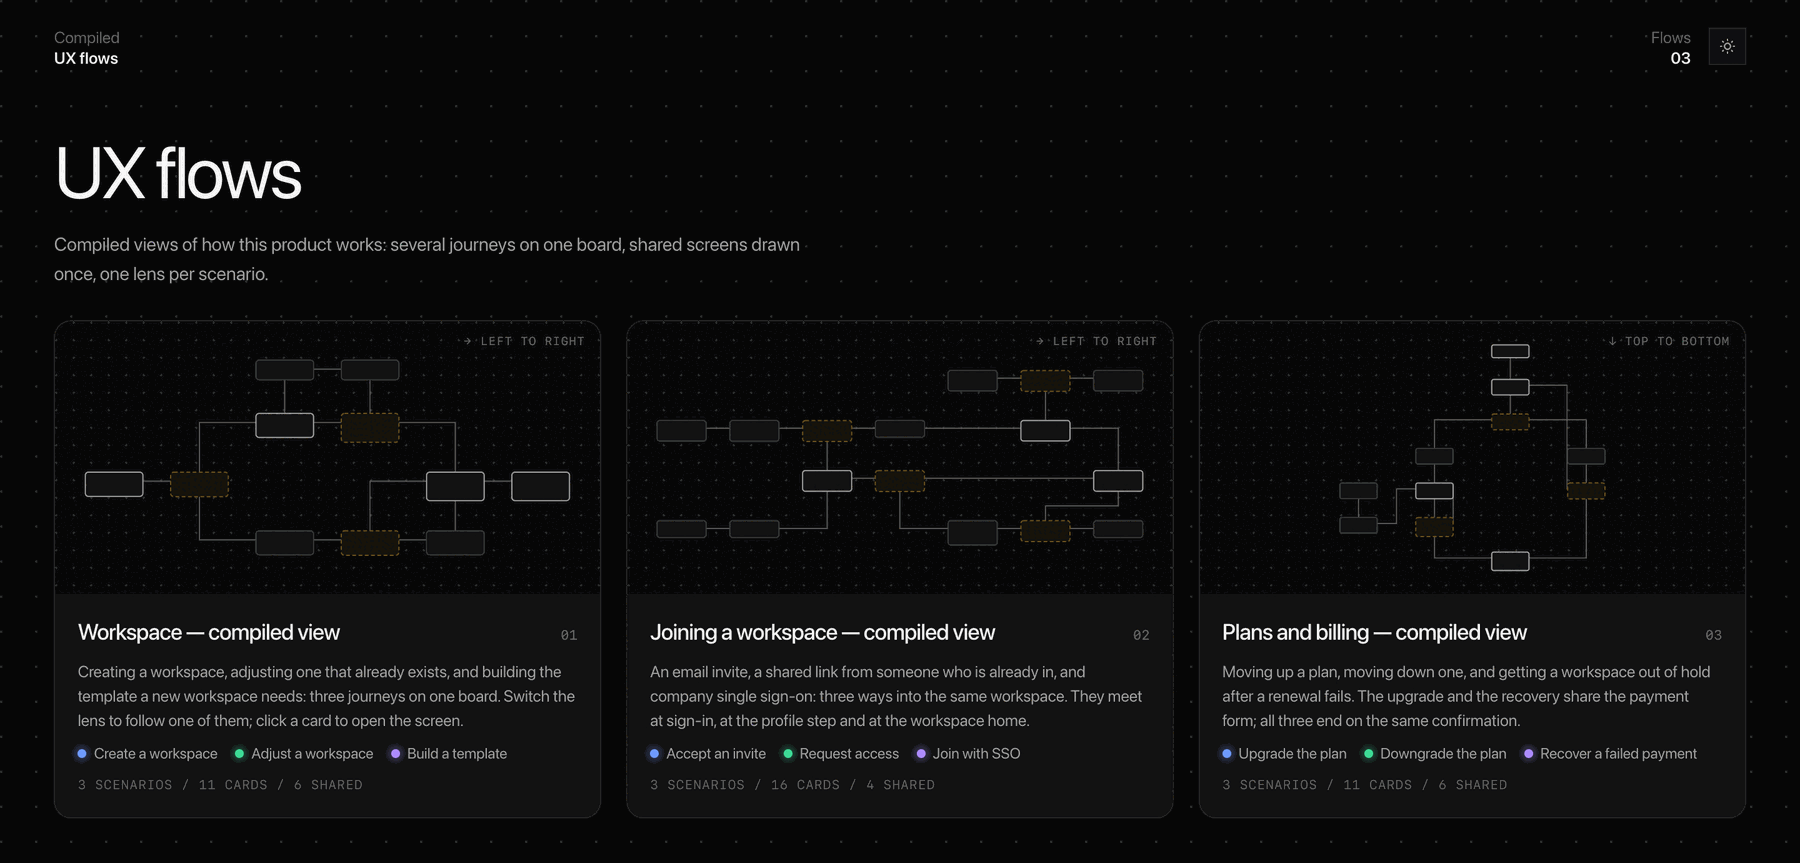 Compiled
UX flows
Flows
03
UX flows
Compiled views of how this product works: several journeys on one board, shared screens drawn
once, one lens per scenario.
→ LEFT TO RIGHT
Workspace — compiled view
01
Creating a workspace, adjusting one that already exists, and building the
template a new workspace needs: three journeys on one board. Switch the
lens to follow one of them; click a card to open the screen.
Create a workspace
Adjust a workspace
Build a template
3 SCENARIOS / 11 CARDS / 6 SHARED
→ LEFT TO RIGHT
Joining a workspace — compiled view
02
An email invite, a shared link from someone who is already in, and
company single sign-on: three ways into the same workspace. They meet
at sign-in, at the profile step and at the workspace home.
Accept an invite
Request access
Join with SSO
3 SCENARIOS / 16 CARDS / 4 SHARED
↓ TOP TO BOTTOM
Plans and billing — compiled view
03
Moving up a plan, moving down one, and getting a workspace out of hold
after a renewal fails. The upgrade and the recovery share the payment
form; all three end on the same confirmation.
Upgrade the plan
Downgrade the plan
Recover a failed payment
3 SCENARIOS / 11 CARDS / 6 SHARED